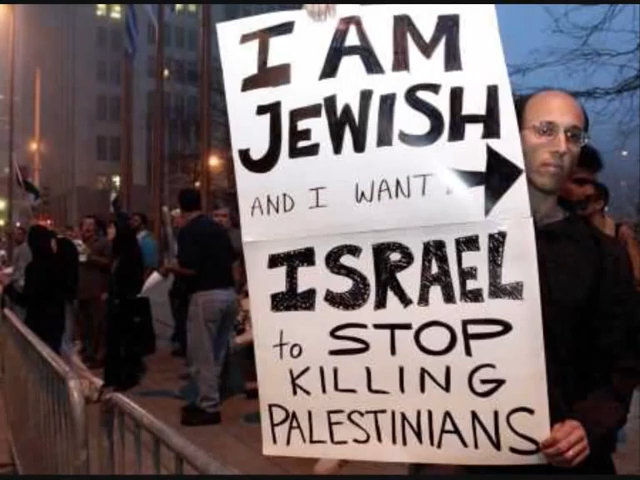 I AM
JEWISH
AND I WANT
ISRAEL
to STOP
KILLING
PALESTINIANS